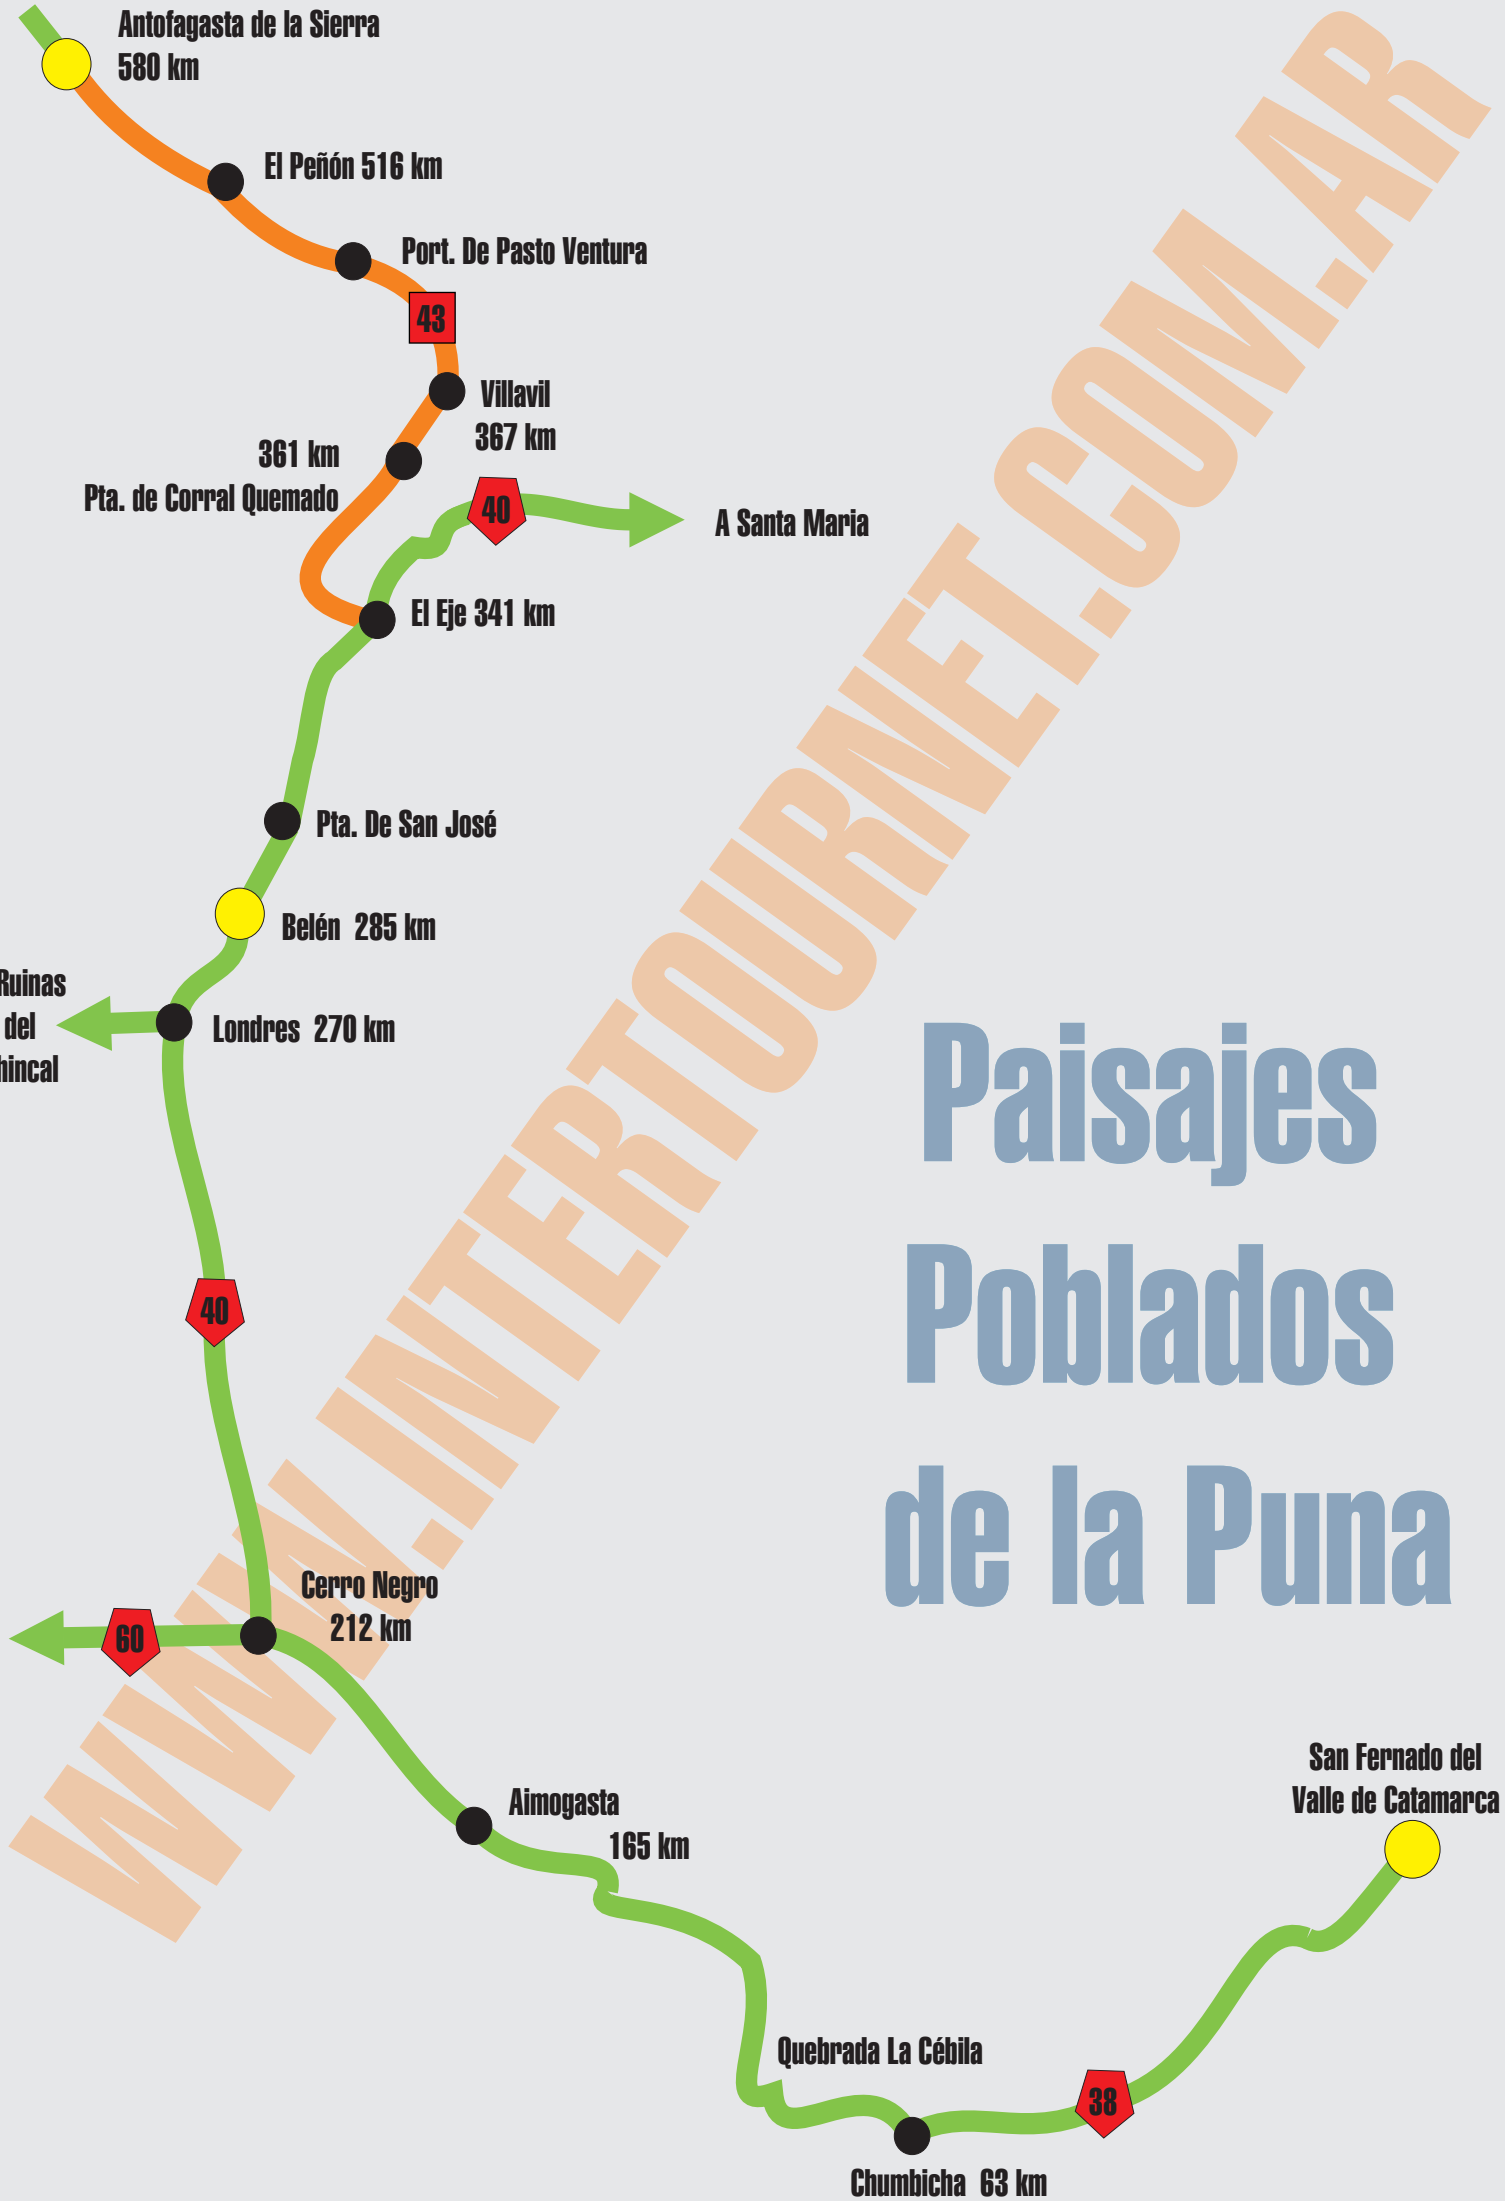 Antofagasta de la Sierra
580 km
El Peñón 516 km
Port. De Pasto Ventura
43
Villavil
367 km
361 km
Pta. de Corral Quemado
40
A Santa Maria
El Eje 341 km
Pta. De San José
Belén 285 km
Ruinas
del
hincal
Londres 270 km
Paisajes
Poblados
de la Puna
40
Cerro Negro
212 km
60
San Fernado del
Valle de Catamarca
Aimogasta
165 km
Quebrada La Cébila
38
Chumbicha 63 km
WWW.INTERTOURNET.COM.AR